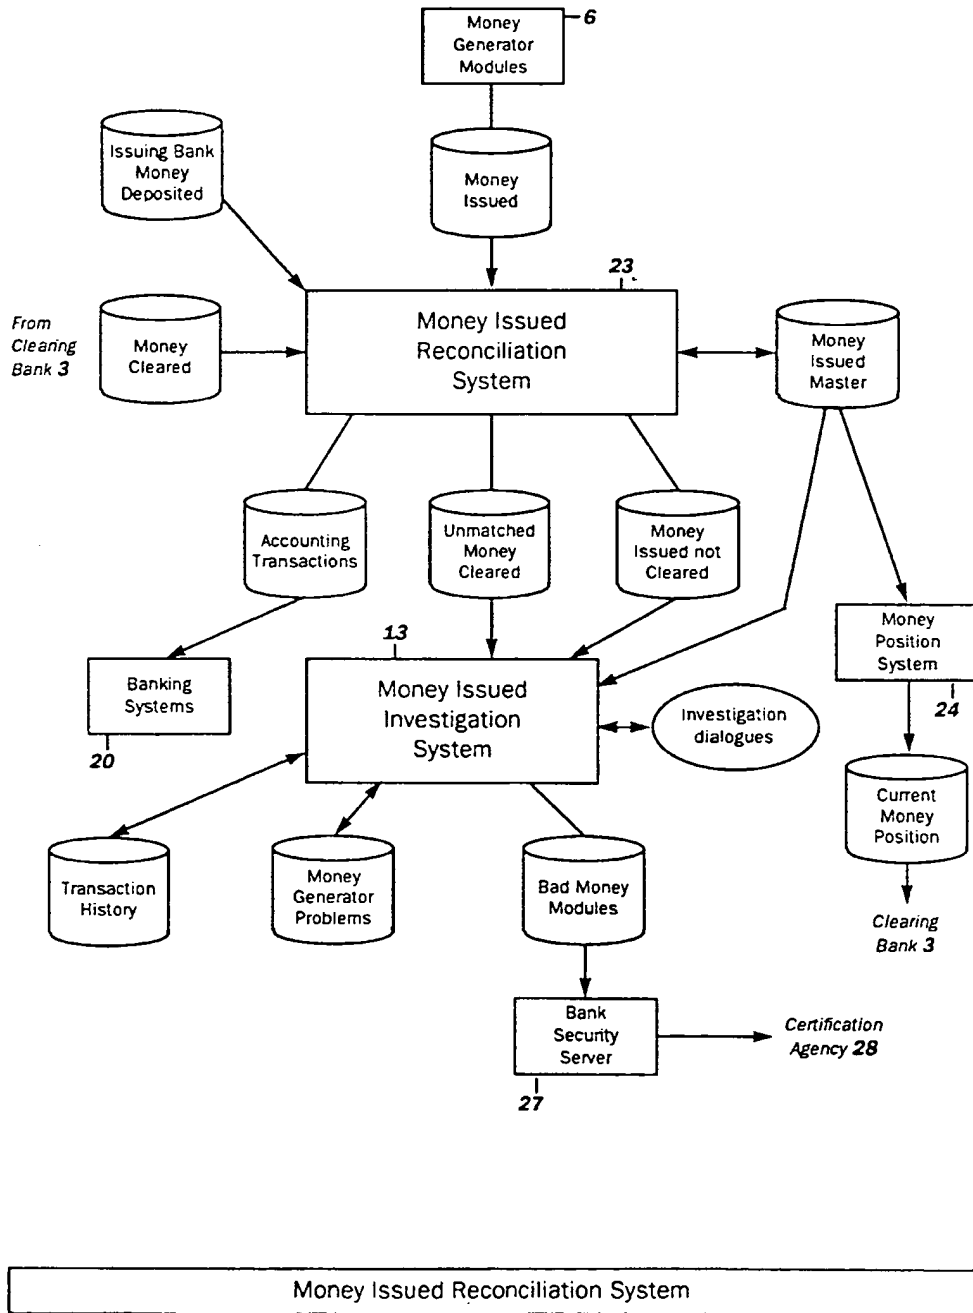 Money
Generator
Modules
6
Issuing Bank
Money
Deposited
Money
Issued
23
From
Clearing
Bank 3
Money
Cleared
Money Issued
Reconciliation
System
Money
Issued
Master
Accounting
Transactions
Unmatched
Money
Cleared
Money
Issued not
Cleared
13
Money
Position
System
24
Banking
Systems
20
Money Issued
Investigation
System
Investigation
dialogues
Current
Money
Position
Transaction
History
Money
Generator
Problems
Bad Money
Modules
Clearing
Bank 3
Bank
Security
Server
27
Certification
Agency 28
Money Issued Reconciliation System